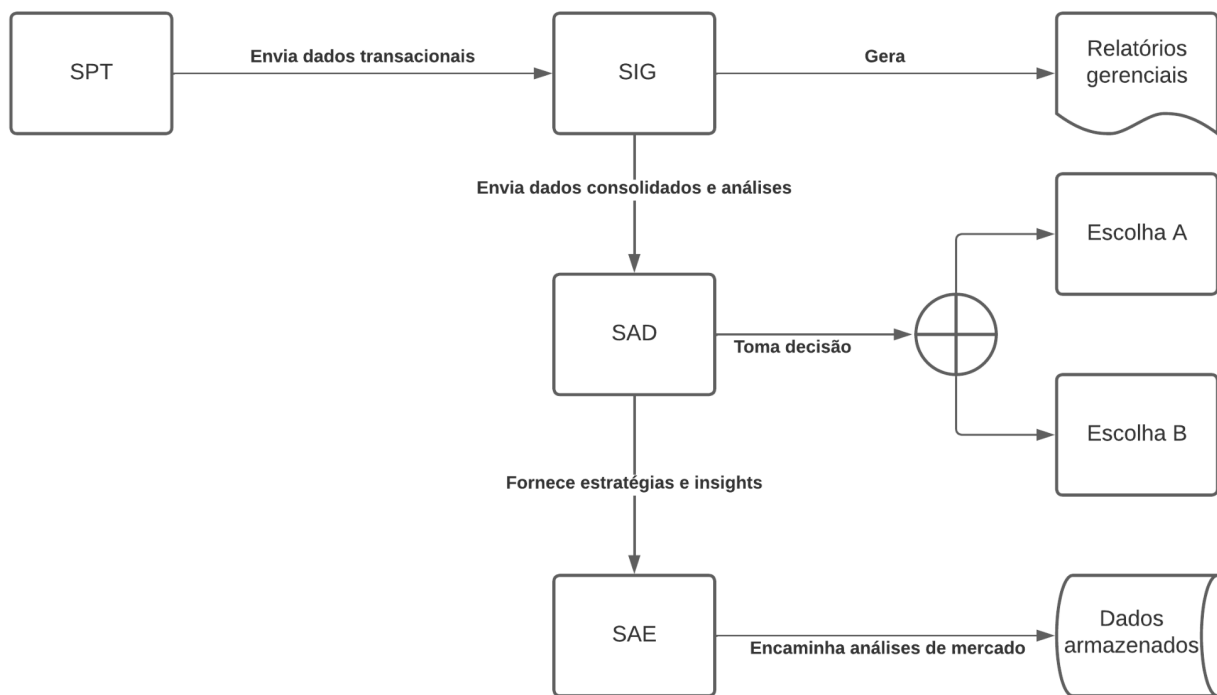 SPT
Envia dados transacionais
SIG
Gera
Relatórios
gerenciais
Envia dados consolidados e análises
Escolha A
SAD
Toma decisão
Escolha B
Fornece estratégias e insights
SAE
Encaminha análises de mercado
Dados
armazenados